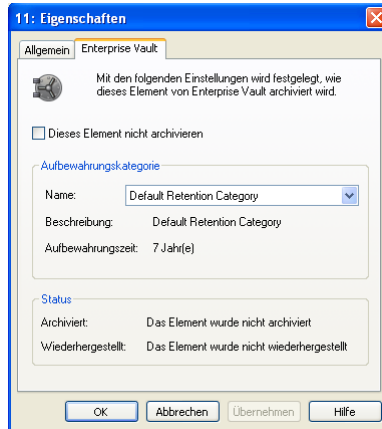 11: Eigenschaften
Allgemein
Enterprise Vault
Mit den folgenden Einstellungen wird festgelegt, wie
dieses Element von Enterprise Vault archiviert wird.
Dieses Element nicht archivieren
Aufbewahrungskategorie
Name: Default Retention Category
Beschreibung: Default Retention Category
Aufbewahrungszeit: 7 Jahr(e)
Status
Archiviert: Das Element wurde nicht archiviert
Wiederhergestellt: Das Element wurde nicht wiederhergestellt
OK Abbrechen Übernehmen Hilfe